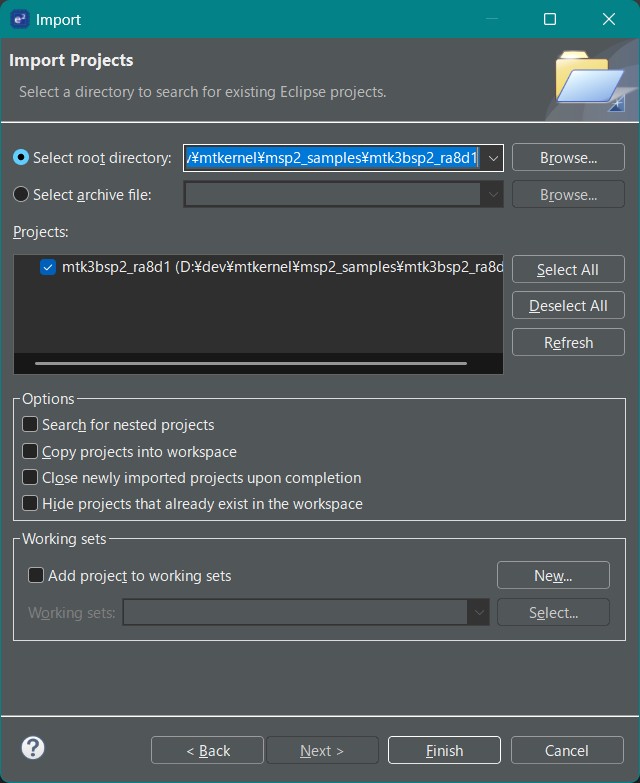 e²
Import
Import Projects
Select a directory to search for existing Eclipse projects.
Select root directory:
/¥mtkernel¥msp2_samples¥mtk3bsp2_ra8d1
Browse...
Select archive file:
Browse...
Projects:
mtk3bsp2_ra8d1 (D:¥dev¥mtkernel¥msp2_samples¥mtk3bsp2_ra8d
Select All
Deselect All
Refresh
Options
Search for nested projects
Copy projects into workspace
Close newly imported projects upon completion
Hide projects that already exist in the workspace
Working sets
Add project to working sets
New...
Working sets:
Select...
?
< Back
Next >
Finish
Cancel